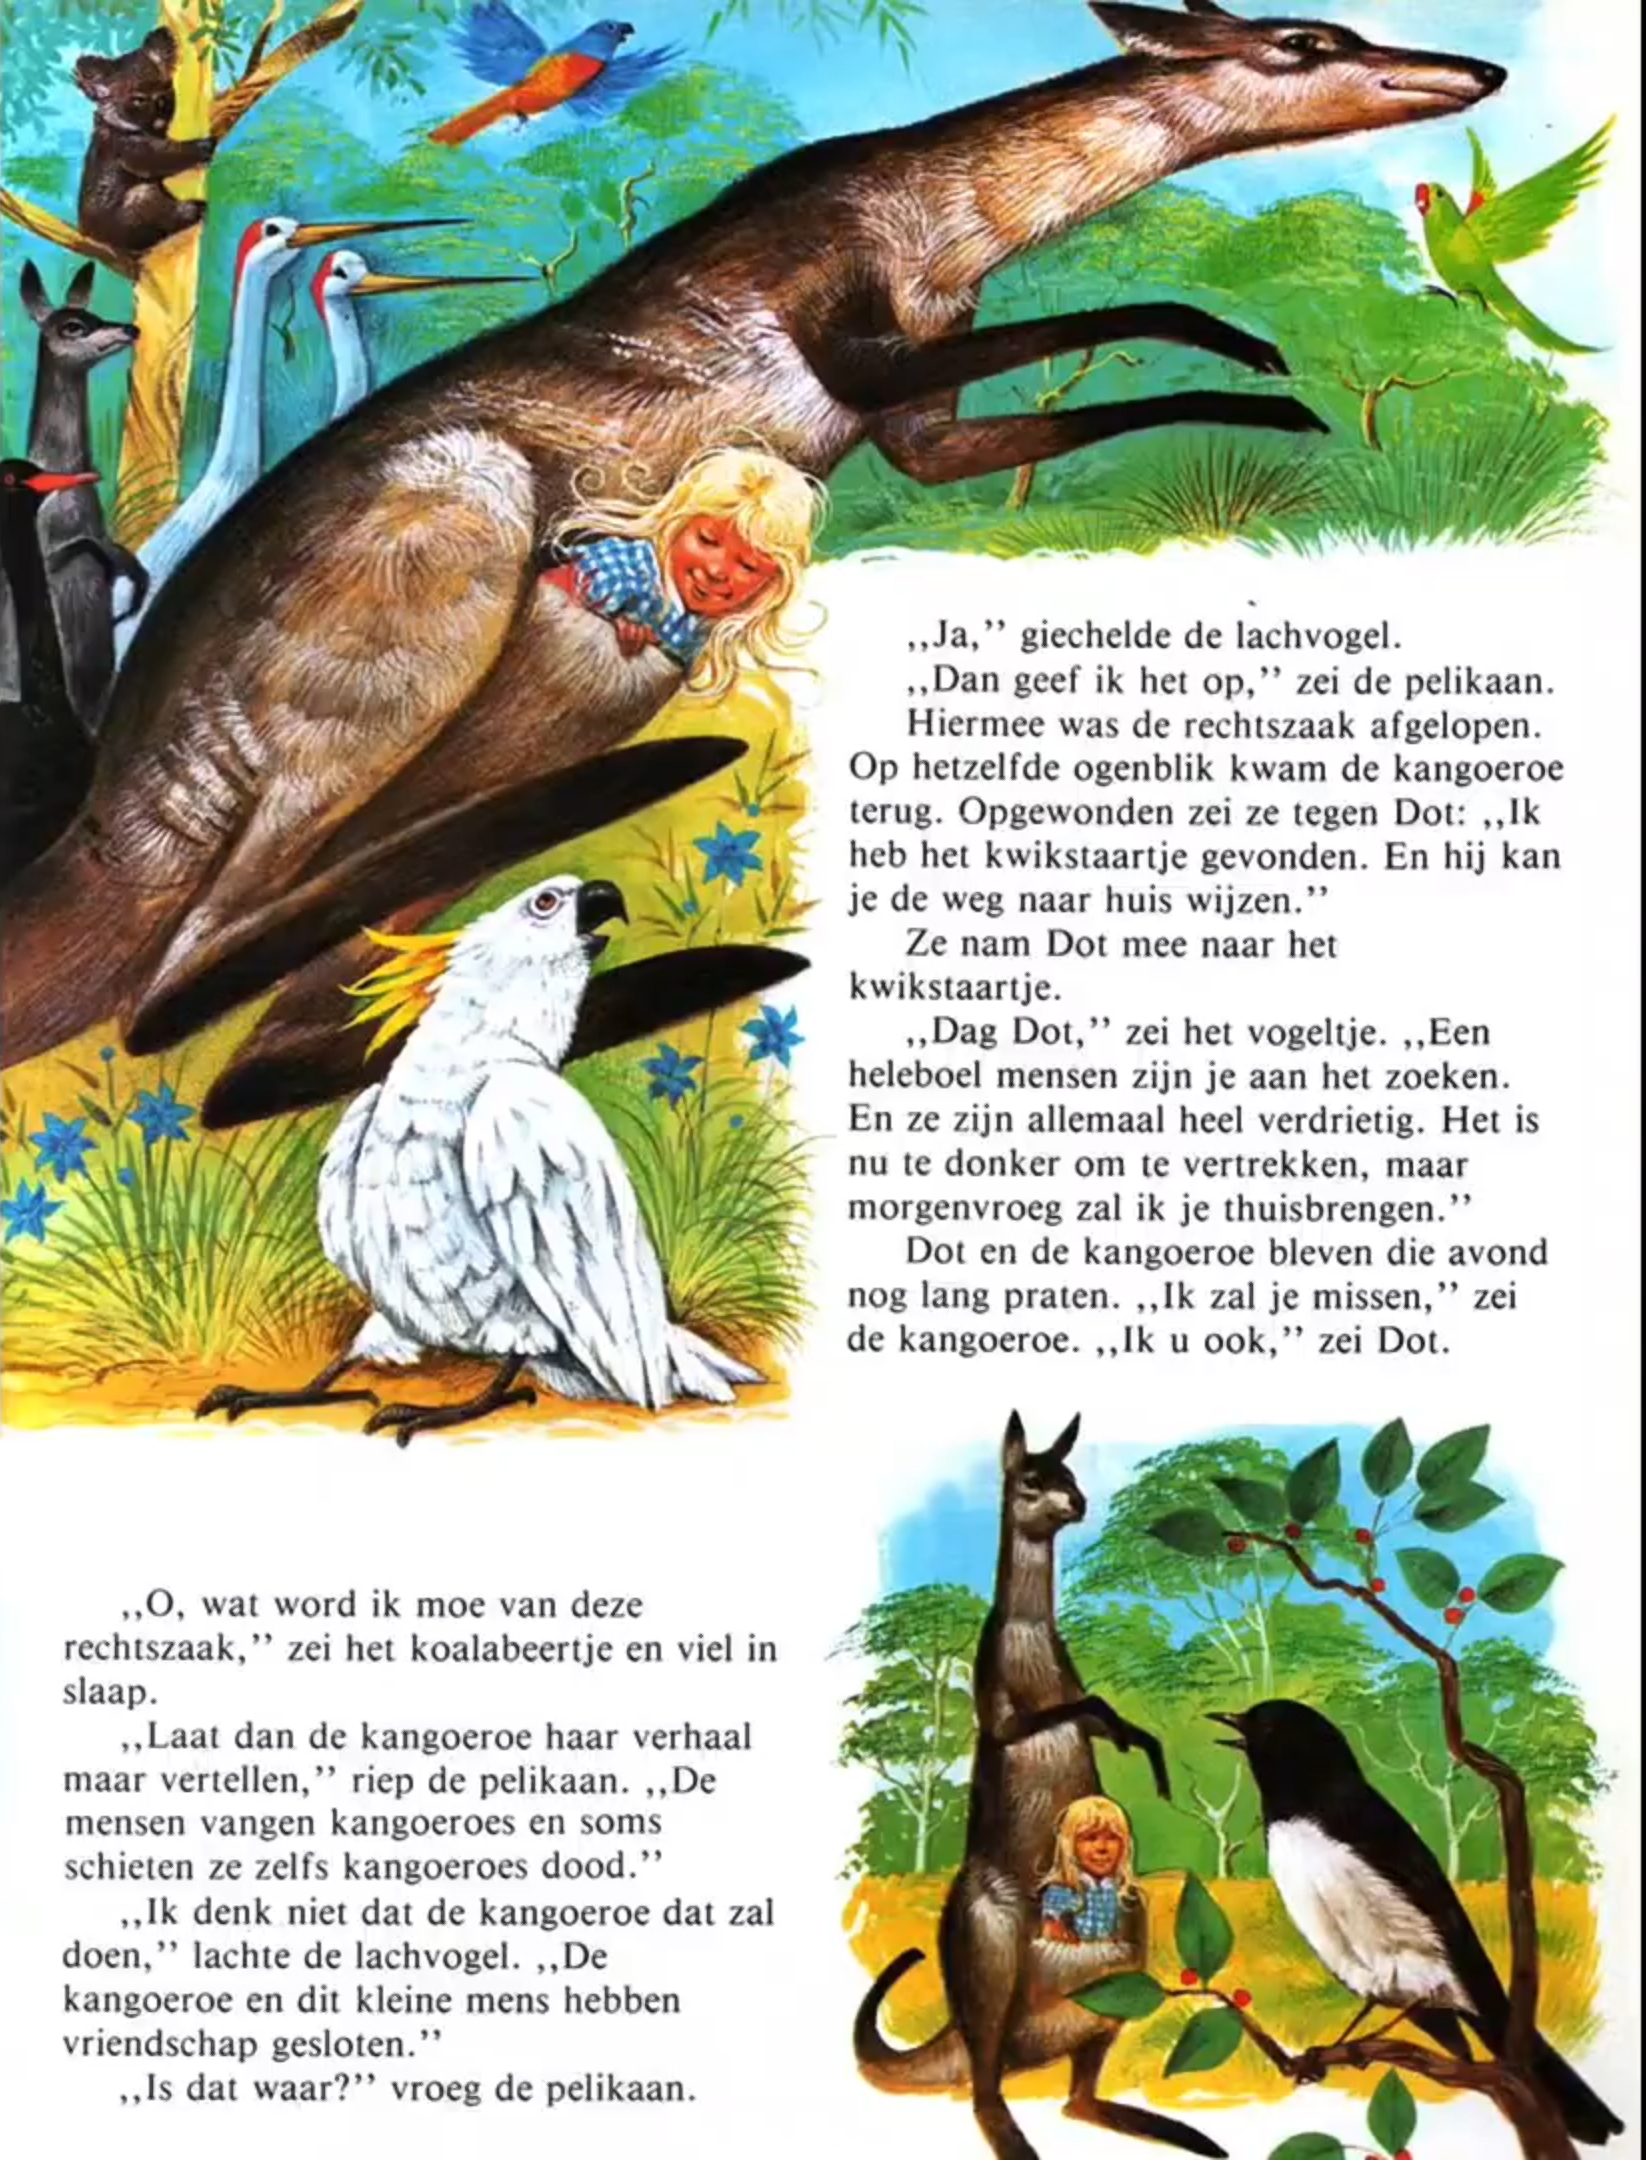 ,,O, wat word ik moe van deze
rechtszaak,’’ zei het koalabeertje en viel in
slaap.
,,Laat dan de kangoeroe haar verhaal
maar vertellen,’’ riep de pelikaan. ,,De
mensen vangen kangoeroes en soms
schieten ze zelfs kangoeroes dood.’’
,,Ik denk niet dat de kangoeroe dat zal
doen,’’ lachte de lachvogel. ,,De
kangoeroe en dit kleine mens hebben
vriendschap gesloten.’’
,,Is dat waar?’’ vroeg de pelikaan.
,,Ja,’’ giechelde de lachvogel.
,,Dan geef ik het op,’’ zei de pelikaan.
Hiermee was de rechtszaak afgelopen.
Op hetzelfde ogenblik kwam de kangoeroe
terug. Opgewonden zei ze tegen Dot: ,,Ik
heb het kwikstaartje gevonden. En hij kan
je de weg naar huis wijzen.’’
Ze nam Dot mee naar het
kwikstaartje.
,,Dag Dot,’’ zei het vogeltje. ,,Een
heleboel mensen zijn je aan het zoeken.
En ze zijn allemaal heel verdrietig. Het is
nu te donker om te vertrekken, maar
morgenvroeg zal ik je thuisbrengen.’’
Dot en de kangoeroe bleven die avond
nog lang praten. ,,Ik zal je missen,’’ zei
de kangoeroe. ,,Ik u ook,’’ zei Dot.